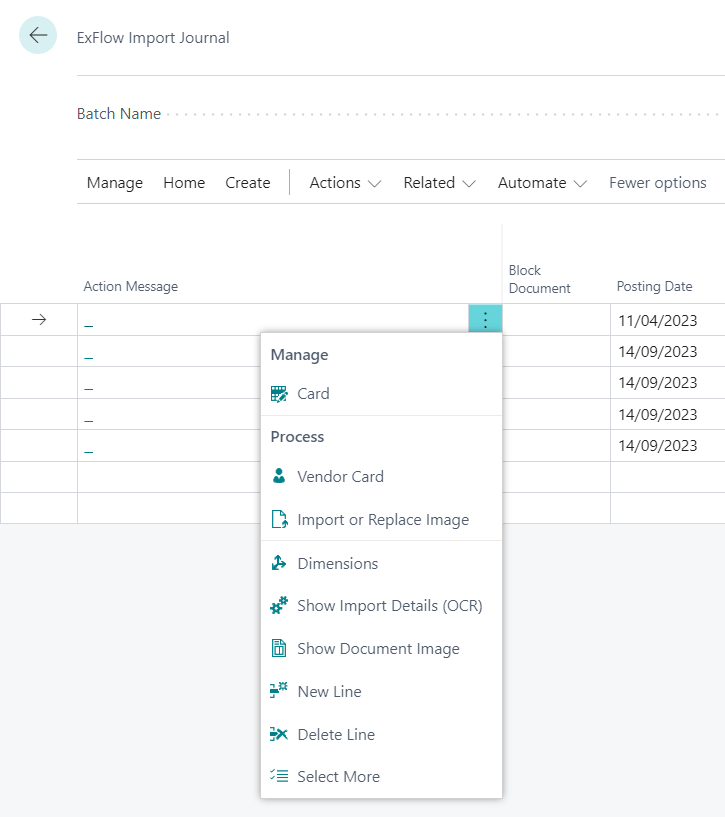 ExFlow Import Journal
Batch Name
Manage Home Create Actions Related Automate Fewer options
Action Message Block Document Posting Date
_ 11/04/2023
_ 14/09/2023
_ 14/09/2023
_ 14/09/2023
_ 14/09/2023
Manage
Card
Process
Vendor Card
Import or Replace Image
Dimensions
Show Import Details (OCR)
Show Document Image
New Line
Delete Line
Select More